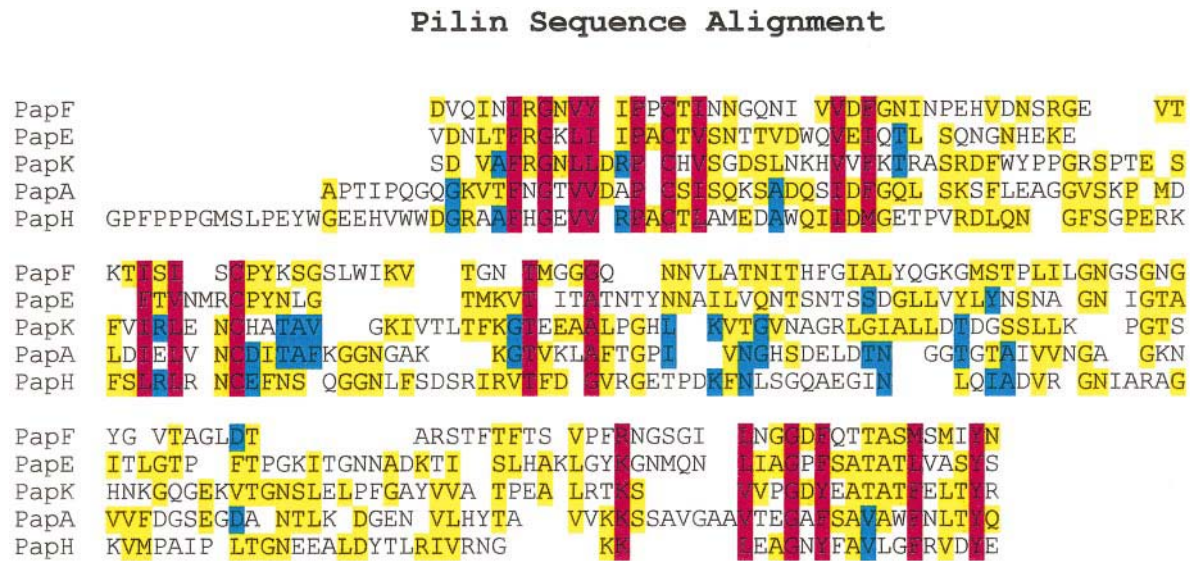 Pilin Sequence Alignment
PapF DVQINIRGNVY IPPCTINNGQNI VVDFGNINPEHVDNSRGE VT
PapE VDNLTFRGKLI IPACTVSNTTVDWQVEIQTL SQNGNHEKE
PapK SD VAFRGNLLDRP CHVSGDSLNKHVVFKTRASRDFWYPPGRSPTE S
PapA APTIPQGQGKVTFNGTVVDAP CSISQKSADQSIDFGQL SKSFLEAGGVSKP MD
PapH GPFPPPGMSLPEYWGEEHVWWDGRAAFHGEVV RPACTLAMEDAWQITDMGETPVRDLQN GFSGPERK
PapF KTISI SCPYKSGSLWIKV TGN TMGGGQ NNVLATNITHFGIALYQGKGMSTPLILGNGSGNG
PapE FTVNMRCPYNLG TMKVT ITATNTYNNAILVQNTSNTSSDGLLVYLYNSNA GN IGTA
PapK FVIRLE NCHATAV GKIVTLTFKGTEEAALPGHL KVTGVNAGRLGIALLDTDGSSLLK PGTS
PapA LDIELV NCDITAFKGGNGAK KGTVKLAFTGPI VNGHSDELDTN GGTGTAIVVNGA GKN
PapH FSLRLR NCEFNS QGGNLFSDSRIRVTFD GVRGETPDKFNLSGQAEGIN LQIADVR GNIARAG
PapF YG VTAGLDT ARSTFTFTS VPFRNGSGI LNGGDFQTTASMSMIYN
PapE ITLGTP FTPGKITGNNADKTI SLHAKLGYKGNMQN LIAGPFSATATLVASYS
PapK HNKGQGEKVTGNSLELPFGAYVVA TPEA LRTKS VVPGDYEATATFELTYR
PapA VVFDGSEGDA NTLK DGEN VLHYTA VVKKSSAVGAAVTEGAFSAVAWFNLTYQ
PapH KVMPAIP LTGNEEALDYTLRIVRNG KK LEAGNYFAVLGFRVDYE